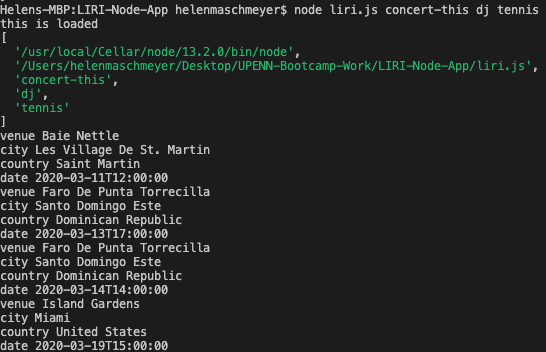 Helens-MBP:LIRI-Node-App helenmaschmeyer$ node liri.js concert-this dj tennis
this is loaded
[
  '/usr/local/Cellar/node/13.2.0/bin/node',
  '/Users/helenmaschmeyer/Desktop/UPENN-Bootcamp-Work/LIRI-Node-App/liri.js',
  'concert-this',
  'dj',
  'tennis'
]
venue Baie Nettle
city Les Village De St. Martin
country Saint Martin
date 2020-03-11T12:00:00
venue Faro De Punta Torrecilla
city Santo Domingo Este
country Dominican Republic
date 2020-03-13T17:00:00
venue Faro De Punta Torrecilla
city Santo Domingo Este
country Dominican Republic
date 2020-03-14T14:00:00
venue Island Gardens
city Miami
country United States
date 2020-03-19T15:00:00